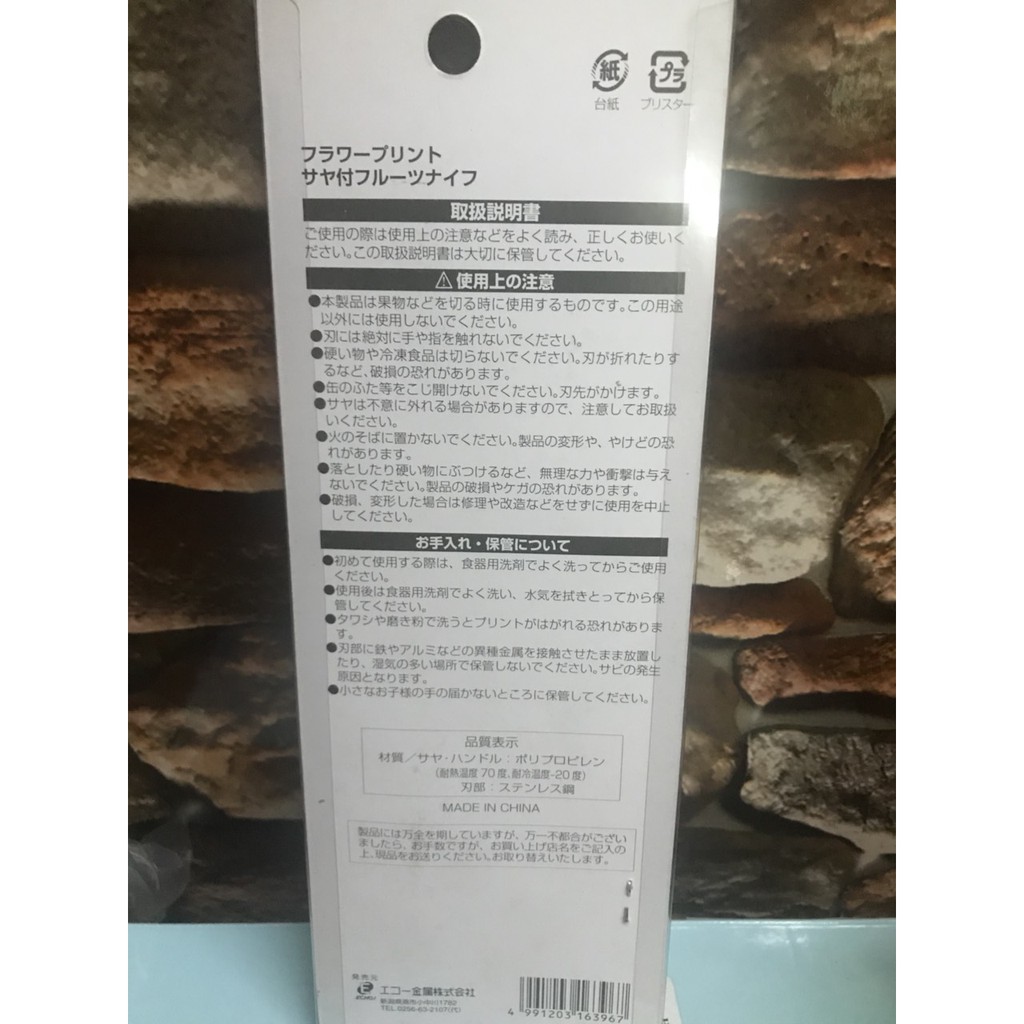 紙
プラ
台紙 ブリスター
フラワープリント
サヤ付フルーツナイフ
取扱説明書
ご使用の際は使用上の注意などをよく読み、正しくお使いく
ださい。この取扱説明書は大切に保管してください。
⚠使用上の注意
●本製品は果物などを切る時に使用するものです。この用途
以外には使用しないでください。
●刃には絶対に手や指を触れないでください。
●硬い物や冷凍食品は切らないでください。刃が折れたりす
るなど、破損の恐れがあります。
●缶のふた等をこじ開けないでください。刃先がかけます。
●サヤは不意に外れる場合がありますので、注意してお取扱
いください。
●火のそばに置かないでください。製品の変形や、やけどの恐
れがあります。
●落としたり硬い物にぶつけるなど、無理な力や衝撃は与え
ないでください。製品の破損やケガの恐れがあります。
●破損、変形した場合は修理や改造などをせずに使用を中止
してください。
お手入れ・保管について
●初めて使用する際は、食器用洗剤でよく洗ってからご使用
ください。
●使用後は食器用洗剤でよく洗い、水気を拭きとってから保
管してください。
●タワシや磨き粉で洗うとプリントがはがれる恐れがありま
す。
●刃部に鉄やアルミなどの異種金属を接触させたまま放置し
たり、湿気の多い場所で保管しないでください。サビの発生
原因となります。
●小さなお子様の手の届かないところに保管してください。
品質表示
材質/サヤ・ハンドル:ポリプロピレン
(耐熱温度70度、耐冷温度-20度)
刃部:ステンレス鋼
MADE IN CHINA
製品には万全を期していますが、万一不都合がござい
ましたら、お手数ですが、お買い上げ店名をご記入の
上、現品をお送りください。お取り替えいたします。
発売元
ECHO
エコー金属株式会社
新潟県燕市小中川1782
TEL.0256-63-2107(代)
4 991203 163967